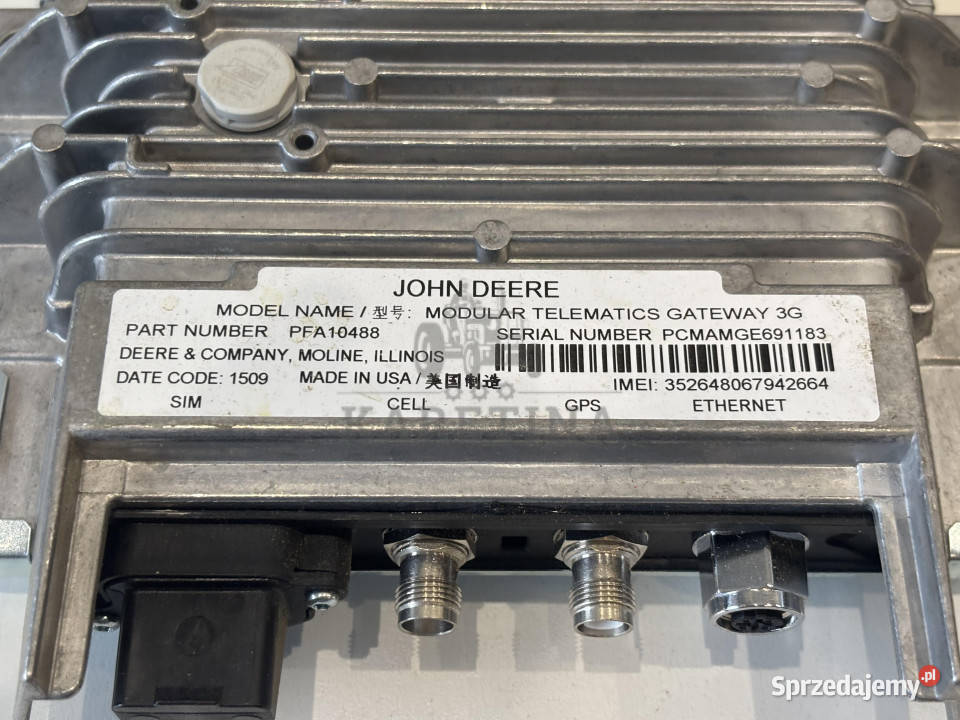 JOHN DEERE
MODEL NAME / 型号: MODULAR TELEMATICS GATEWAY 3G
PART NUMBER PFA10488 SERIAL NUMBER PCMAMGE691183
DEERE & COMPANY, MOLINE, ILLINOIS
DATE CODE: 1509 MADE IN USA / 美国制造 IMEI: 352648067942664
SIM CELL GPS ETHERNET
KARETINA
Sprzedajemy.pl